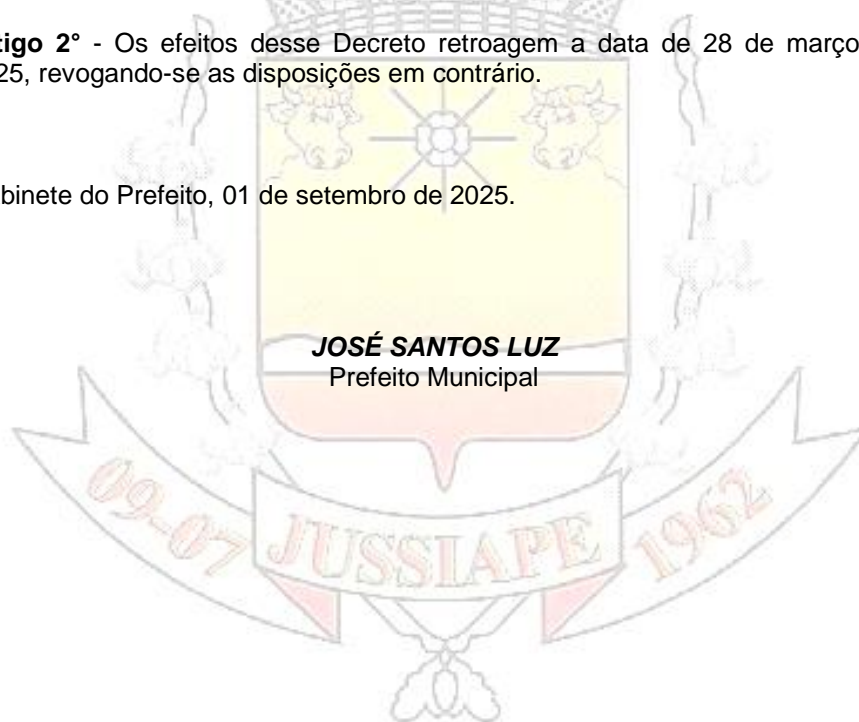 tigo 2° - Os efeitos desse Decreto retroagem a data de 28 de março
25, revogando-se as disposições em contrário.
binete do Prefeito, 01 de setembro de 2025.
JOSÉ SANTOS LUZ
Prefeito Municipal
09-07 JUSSIAPE 1962